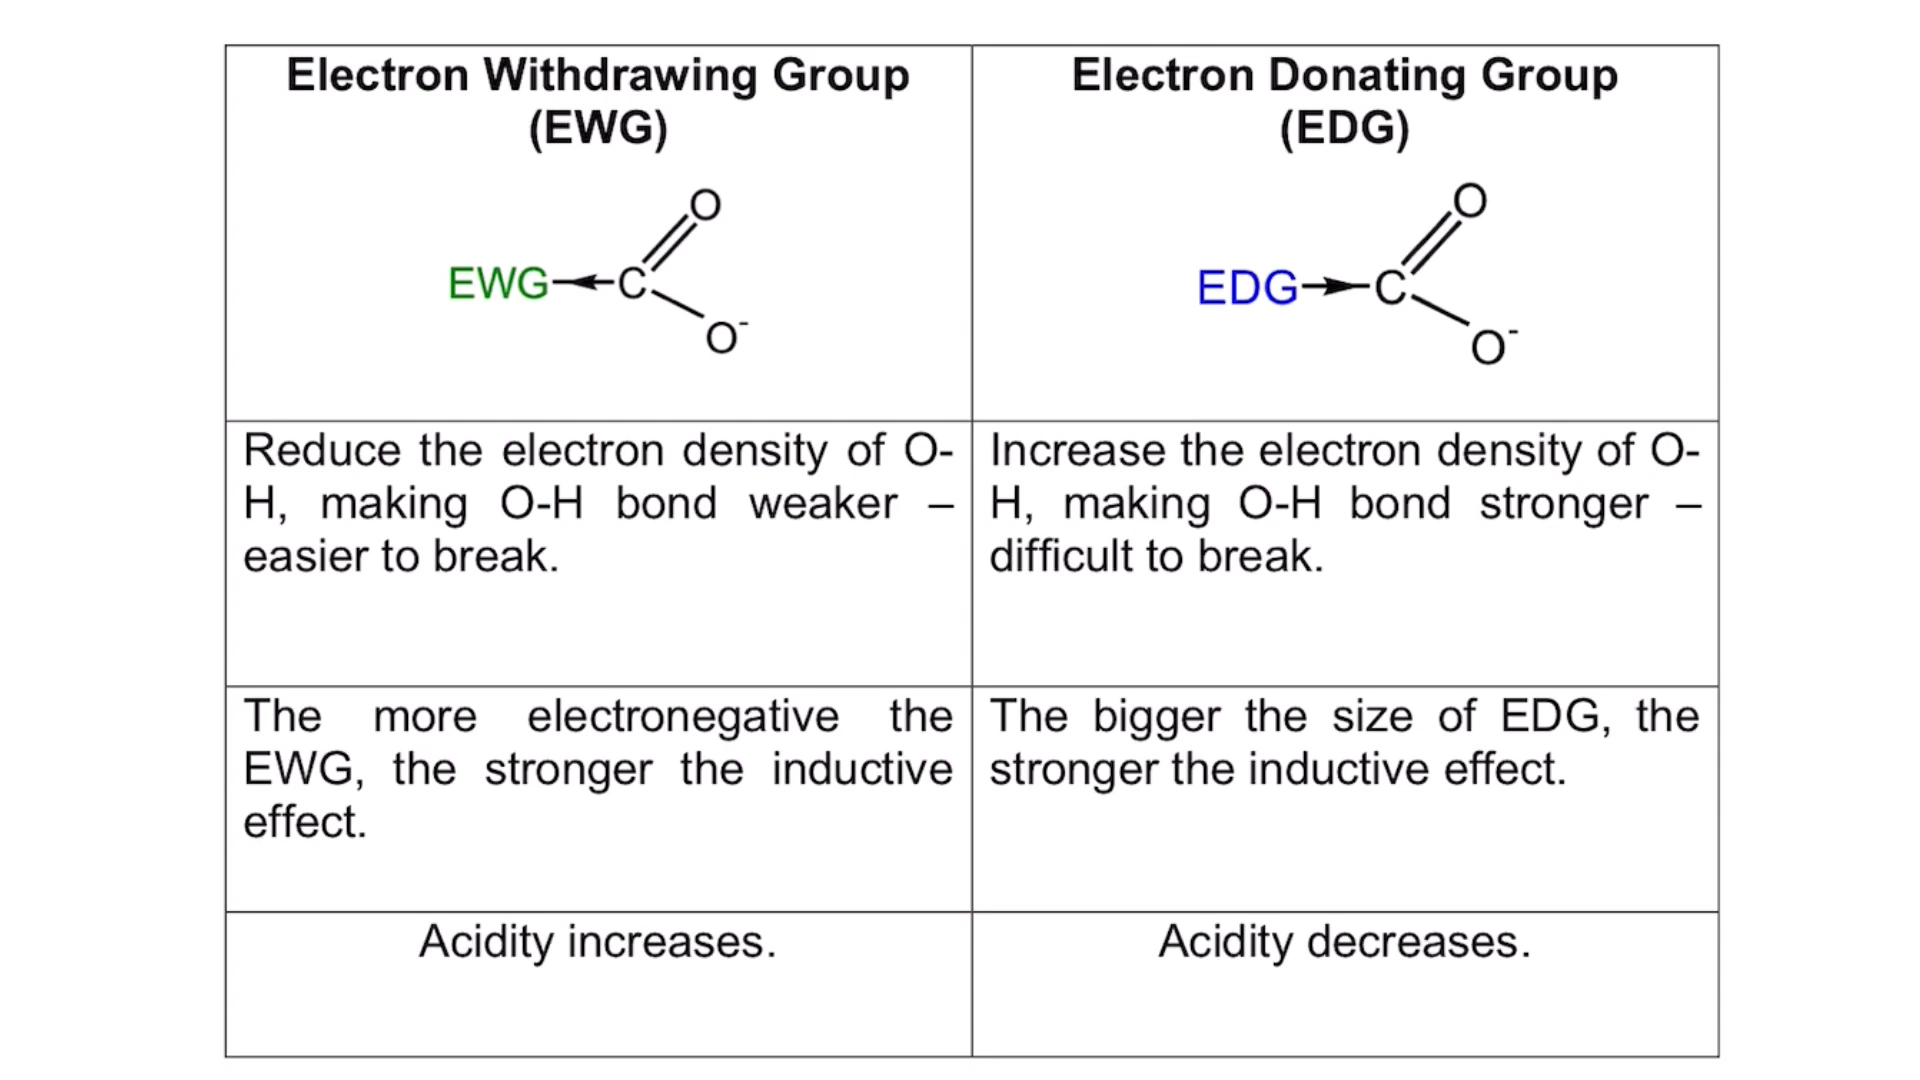 Electron Withdrawing Group
(EWG)
O
EWG
C
O-
Reduce the electron density of O-
H, making O-H bond weaker –
easier to break.
The more electronegative the
EWG, the stronger the inductive
effect.
Acidity increases.
Electron Donating Group
(EDG)
O
EDG
C
O-
Increase the electron density of O-
H, making O-H bond stronger –
difficult to break.
The bigger the size of EDG, the
stronger the inductive effect.
Acidity decreases.